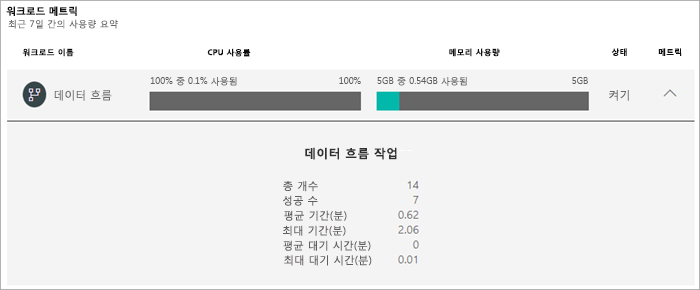 워크로드 메트릭
최근 7일 간의 사용량 요약
워크로드 이름 CPU 사용률 메모리 사용량 상태 메트릭
100% 중 0.1% 사용됨 100% 5GB 중 0.54GB 사용됨 5GB
데이터 흐름 켜기
데이터 흐름 작업
총 개수 14
성공 수 7
평균 기간(분) 0.62
최대 기간(분) 2.06
평균 대기 시간(분) 0
최대 대기 시간(분) 0.01